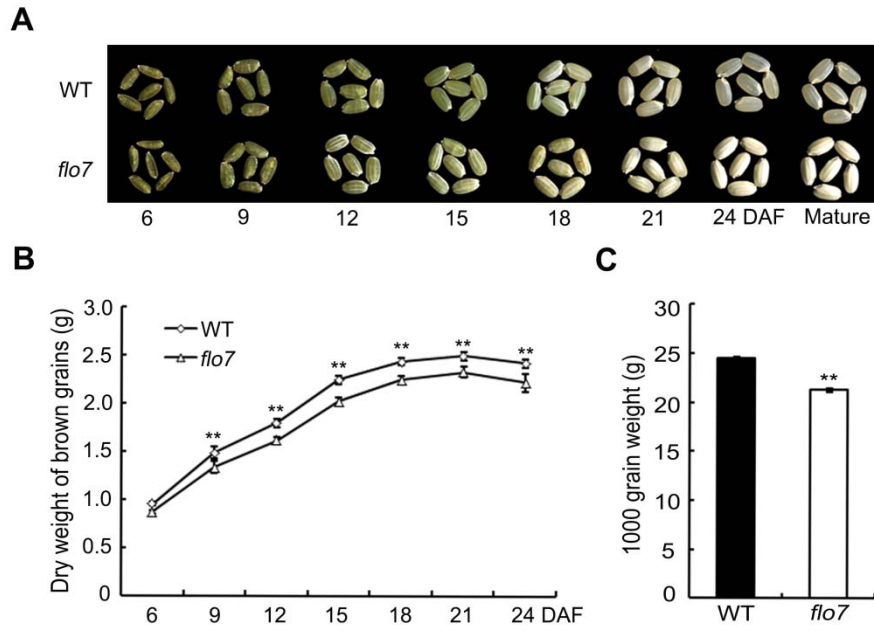 A
WT
flo7
6 9 12 15 18 21 24 DAF Mature
B
Dry weight of brown grains (g)
3.0
2.5
2.0
1.5
1.0
0.5
0
WT
flo7
**
**
**
**
**
**
6 9 12 15 18 21 24 DAF
C
1000 grain weight (g)
30
25
20
15
10
5
0
**
WT flo7